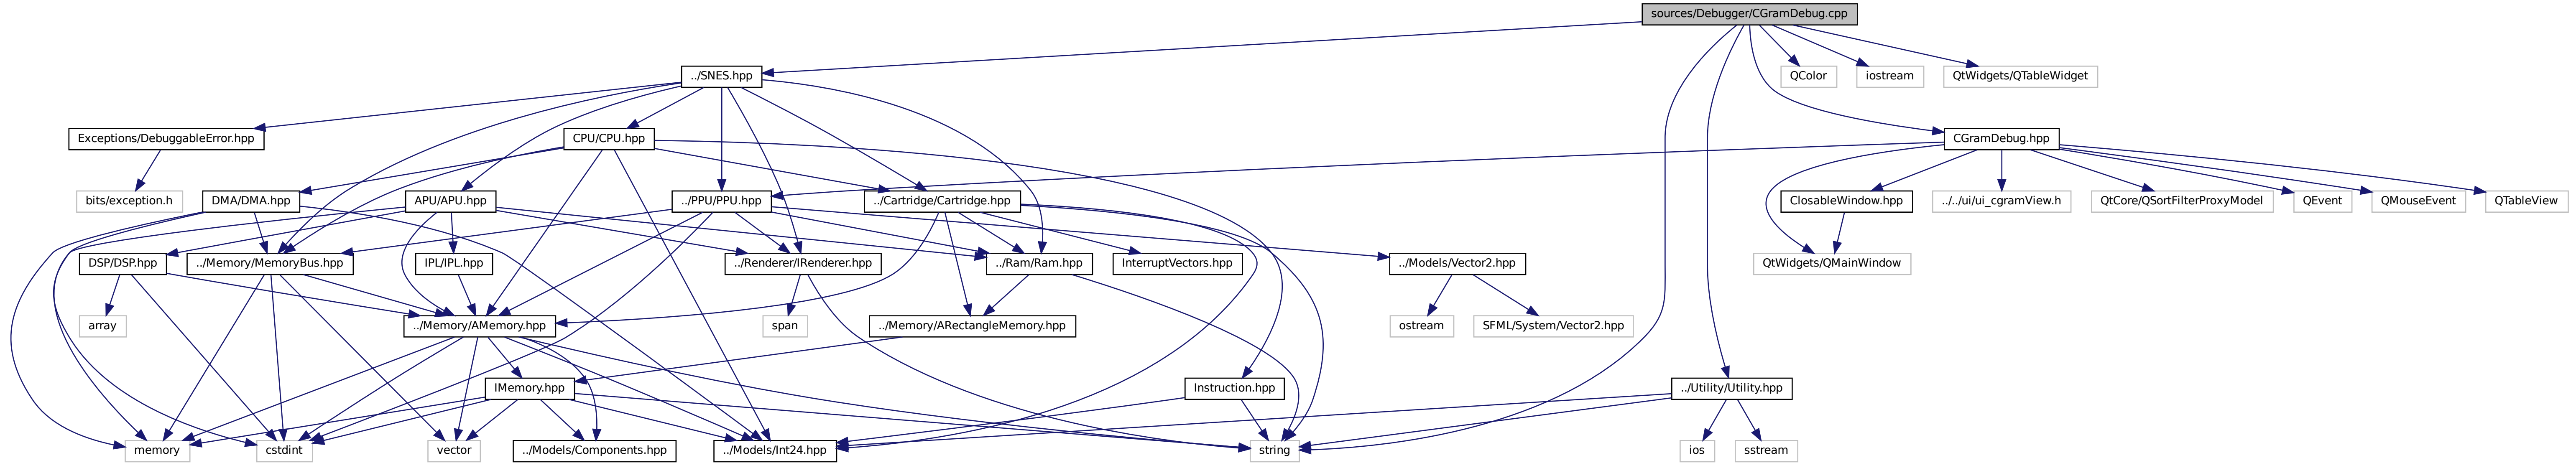 sources/Debugger/CGramDebug.cpp
../SNES.hpp
QColor
iostream
QtWidgets/QTableWidget
Exceptions/DebuggableError.hpp
CPU/CPU.hpp
CGramDebug.hpp
bits/exception.h
DMA/DMA.hpp
APU/APU.hpp
../PPU/PPU.hpp
../Cartridge/Cartridge.hpp
ClosableWindow.hpp
../../ui/ui_cgramView.h
QtCore/QSortFilterProxyModel
QEvent
QMouseEvent
QTableView
DSP/DSP.hpp
../Memory/MemoryBus.hpp
IPL/IPL.hpp
../Renderer/IRenderer.hpp
../Ram/Ram.hpp
InterruptVectors.hpp
../Models/Vector2.hpp
QtWidgets/QMainWindow
array
../Memory/AMemory.hpp
span
../Memory/ARectangleMemory.hpp
ostream
SFML/System/Vector2.hpp
IMemory.hpp
Instruction.hpp
../Utility/Utility.hpp
memory
cstdint
vector
../Models/Components.hpp
../Models/Int24.hpp
string
ios
sstream